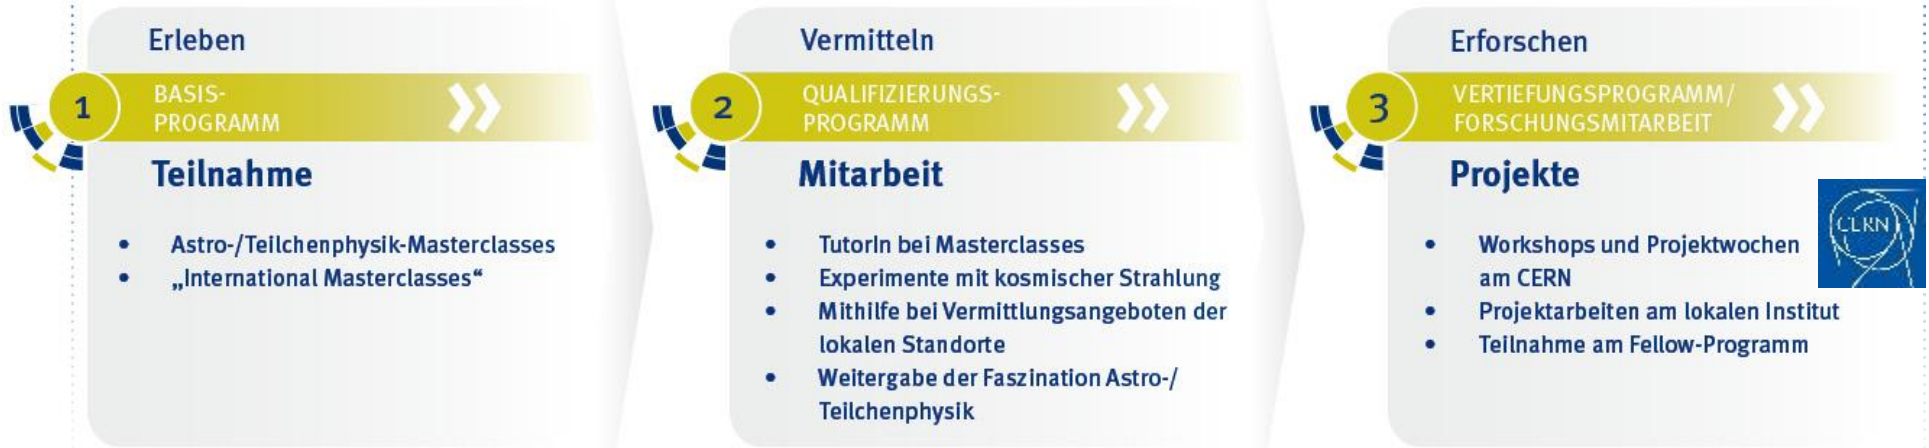 Erleben
1
BASIS-
PROGRAMM
Teilnahme
• Astro-/Teilchenphysik-Masterclasses
• „International Masterclasses“
Vermitteln
2
QUALIFIZIERUNGS-
PROGRAMM
Mitarbeit
• TutorIn bei Masterclasses
• Experimente mit kosmischer Strahlung
• Mithilfe bei Vermittlungsangeboten der
lokalen Standorte
• Weitergabe der Faszination Astro-/
Teilchenphysik
Erforschen
3
VERTIEFUNGSPROGRAMM/
FORSCHUNGSMITARBEIT
Projekte
• Workshops und Projektwochen
am CERN
• Projektarbeiten am lokalen Institut
• Teilnahme am Fellow-Programm
CERN